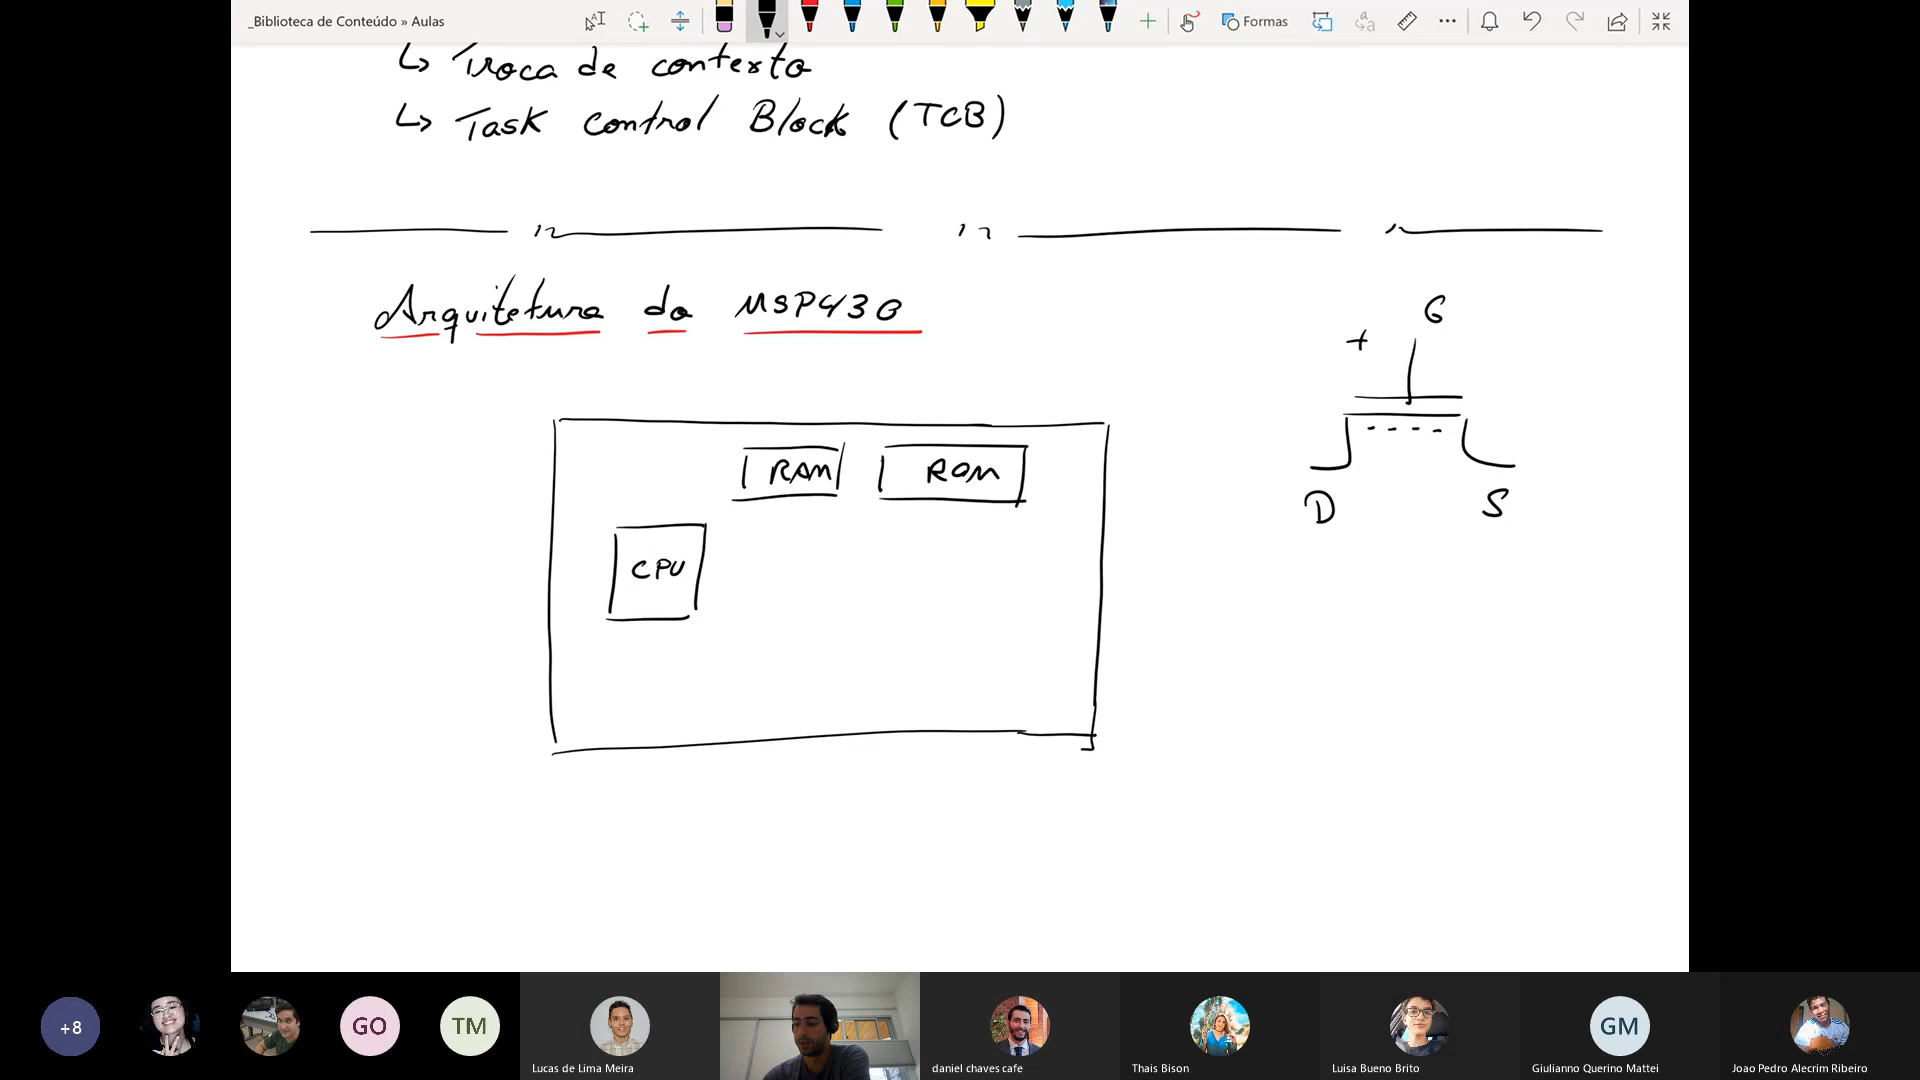 _Biblioteca de Conteúdo » Aulas
Formas
↳ Troca de contexto
↳ Task control Block (TCB)
Arquitetura do MSP430
G
+
RAM
ROM
CPU
D
S
+8
GO
TM
GM
Lucas de Lima Meira
daniel chaves cafe
Thais Bison
Luisa Bueno Brito
Giulianno Querino Mattei
Joao Pedro Alecrim Ribeiro